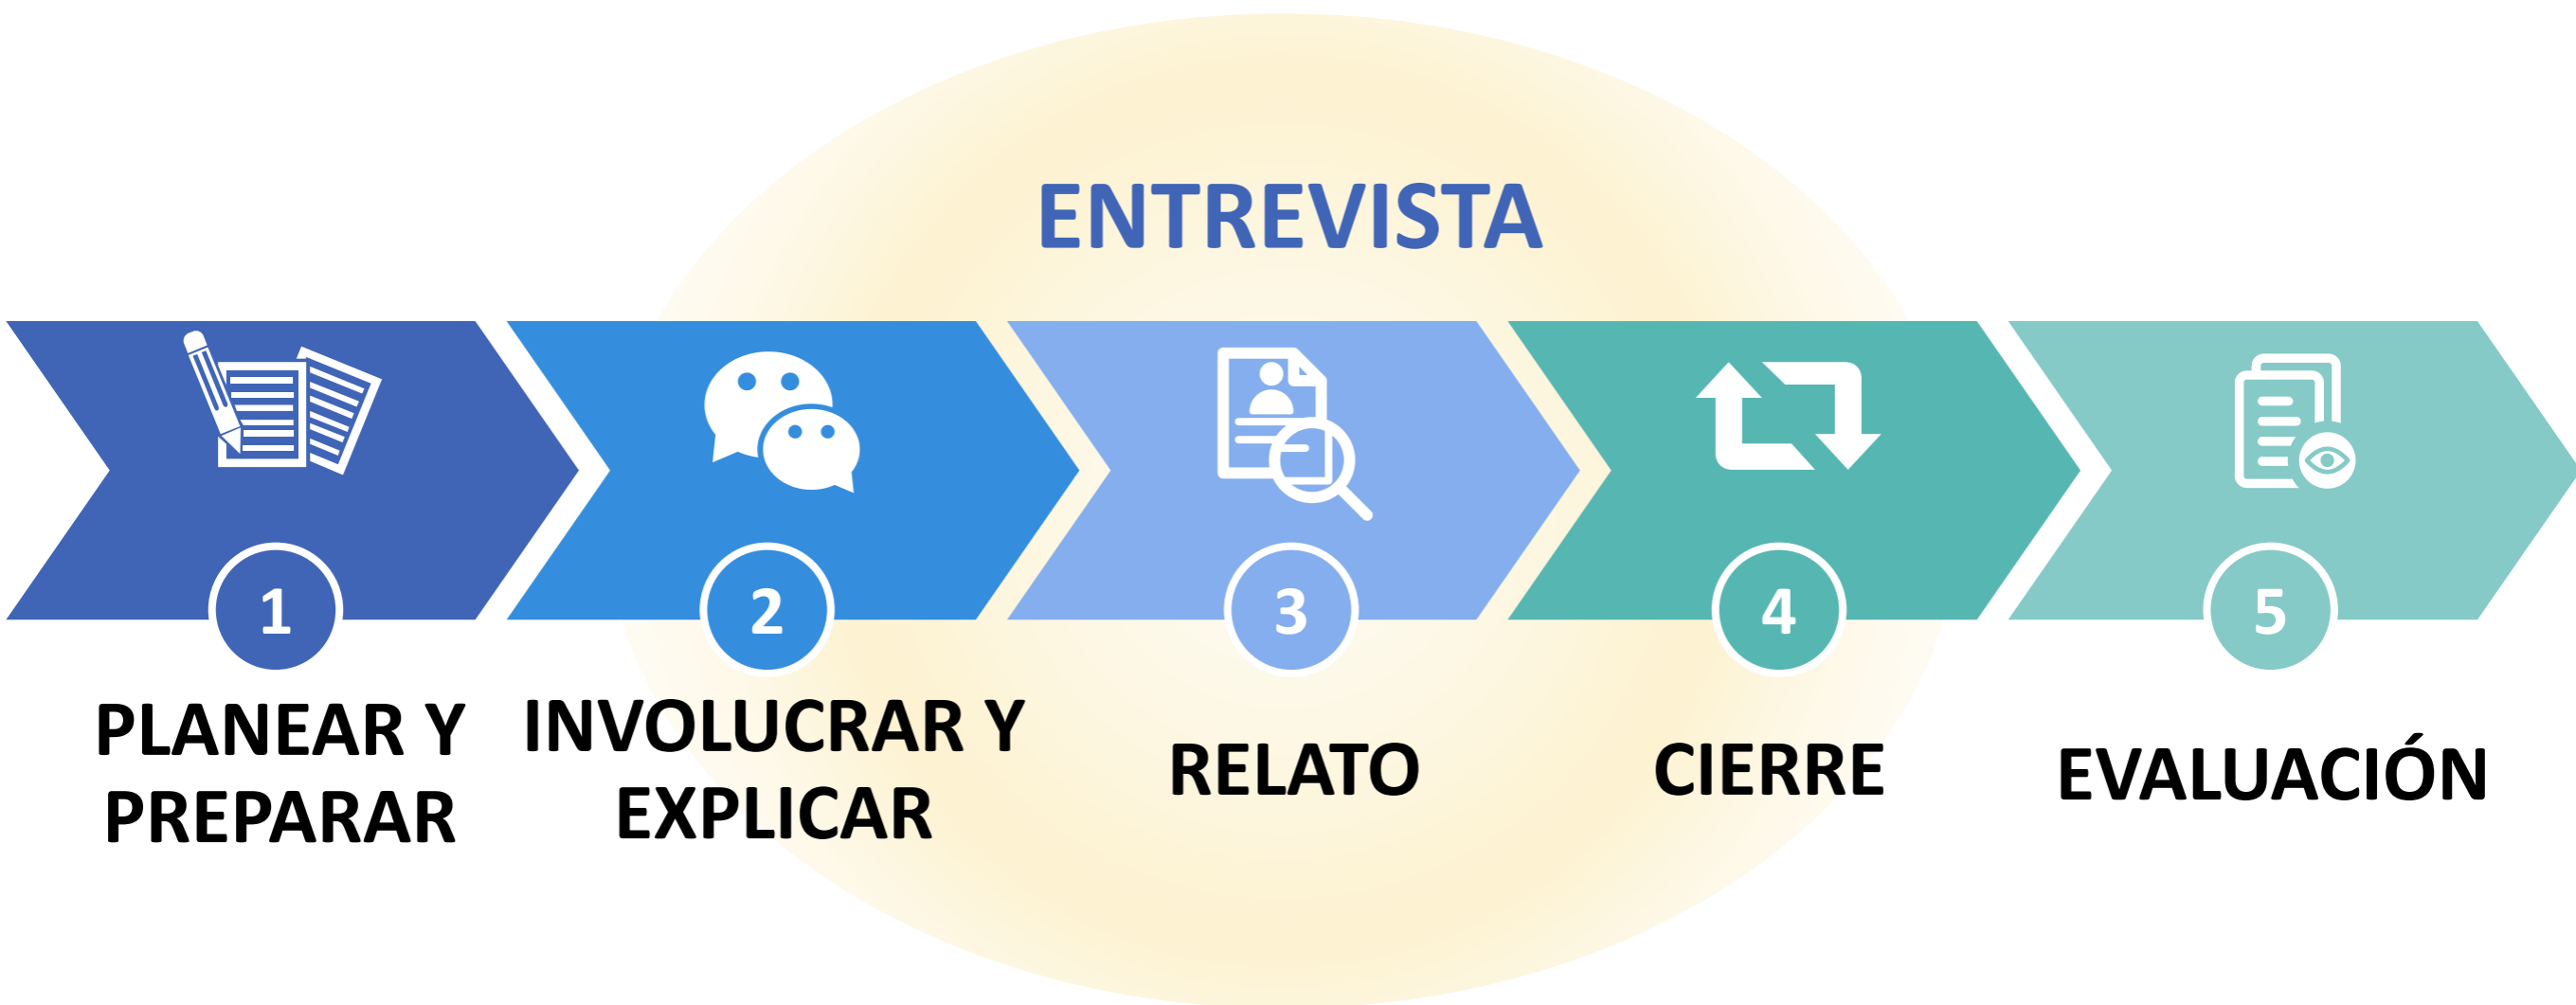 ENTREVISTA
1
PLANEAR Y
PREPARAR
2
INVOLUCRAR Y
EXPLICAR
3
RELATO
4
CIERRE
5
EVALUACIÓN